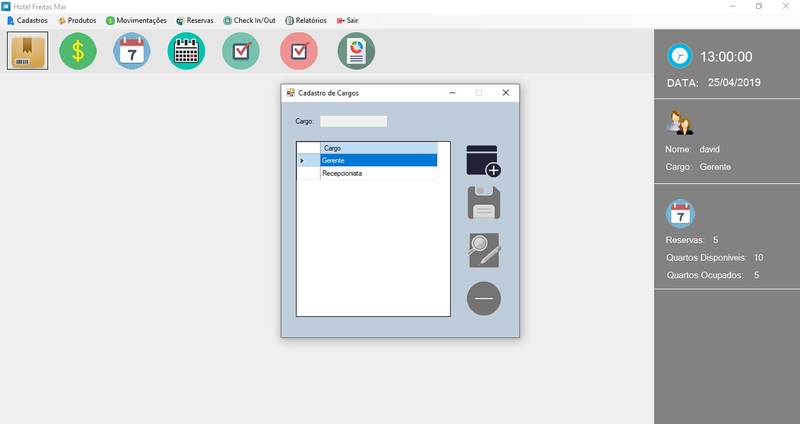 Hotel Freitas Mar
Cadastros Produtos Movimentações Reservas Check In/Out Relatórios Sair
$ 7
13:00:00
DATA: 25/04/2019
Nome: david
Cargo: Gerente
7
Reservas: 5
Quartos Disponíveis: 10
Quartos Ocupados: 5
Cadastro de Cargos
Cargo:
Cargo
Gerente
Recepcionista